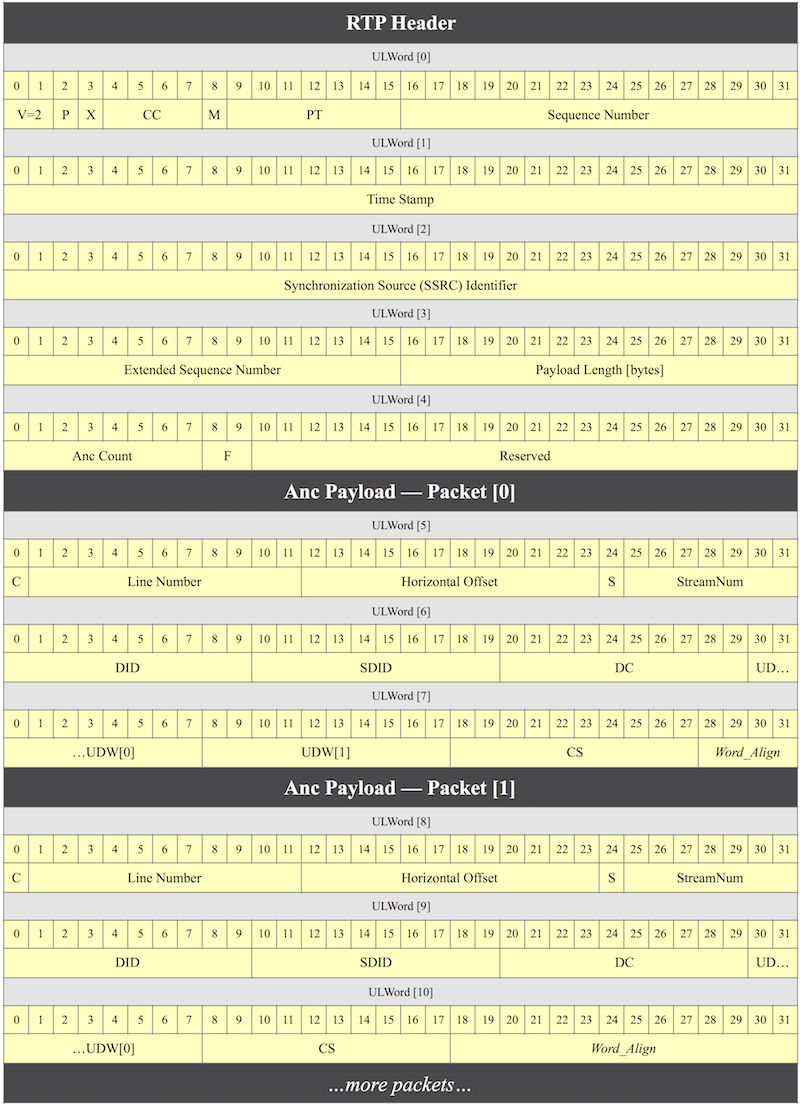 RTP Header
ULWord [0]
0 1 2 3 4 5 6 7 8 9 10 11 12 13 14 15 16 17 18 19 20 21 22 23 24 25 26 27 28 29 30 31
V=2 P X CC M PT Sequence Number
ULWord [1]
0 1 2 3 4 5 6 7 8 9 10 11 12 13 14 15 16 17 18 19 20 21 22 23 24 25 26 27 28 29 30 31
Time Stamp
ULWord [2]
0 1 2 3 4 5 6 7 8 9 10 11 12 13 14 15 16 17 18 19 20 21 22 23 24 25 26 27 28 29 30 31
Synchronization Source (SSRC) Identifier
ULWord [3]
0 1 2 3 4 5 6 7 8 9 10 11 12 13 14 15 16 17 18 19 20 21 22 23 24 25 26 27 28 29 30 31
Extended Sequence Number Payload Length [bytes]
ULWord [4]
0 1 2 3 4 5 6 7 8 9 10 11 12 13 14 15 16 17 18 19 20 21 22 23 24 25 26 27 28 29 30 31
Anc Count F Reserved
Anc Payload — Packet [0]
ULWord [5]
0 1 2 3 4 5 6 7 8 9 10 11 12 13 14 15 16 17 18 19 20 21 22 23 24 25 26 27 28 29 30 31
C Line Number Horizontal Offset S StreamNum
ULWord [6]
0 1 2 3 4 5 6 7 8 9 10 11 12 13 14 15 16 17 18 19 20 21 22 23 24 25 26 27 28 29 30 31
DID SDID DC UD…
ULWord [7]
0 1 2 3 4 5 6 7 8 9 10 11 12 13 14 15 16 17 18 19 20 21 22 23 24 25 26 27 28 29 30 31
…UDW[0] UDW[1] CS Word_Align
Anc Payload — Packet [1]
ULWord [8]
0 1 2 3 4 5 6 7 8 9 10 11 12 13 14 15 16 17 18 19 20 21 22 23 24 25 26 27 28 29 30 31
C Line Number Horizontal Offset S StreamNum
ULWord [9]
0 1 2 3 4 5 6 7 8 9 10 11 12 13 14 15 16 17 18 19 20 21 22 23 24 25 26 27 28 29 30 31
DID SDID DC UD…
ULWord [10]
0 1 2 3 4 5 6 7 8 9 10 11 12 13 14 15 16 17 18 19 20 21 22 23 24 25 26 27 28 29 30 31
…UDW[0] CS Word_Align
…more packets…